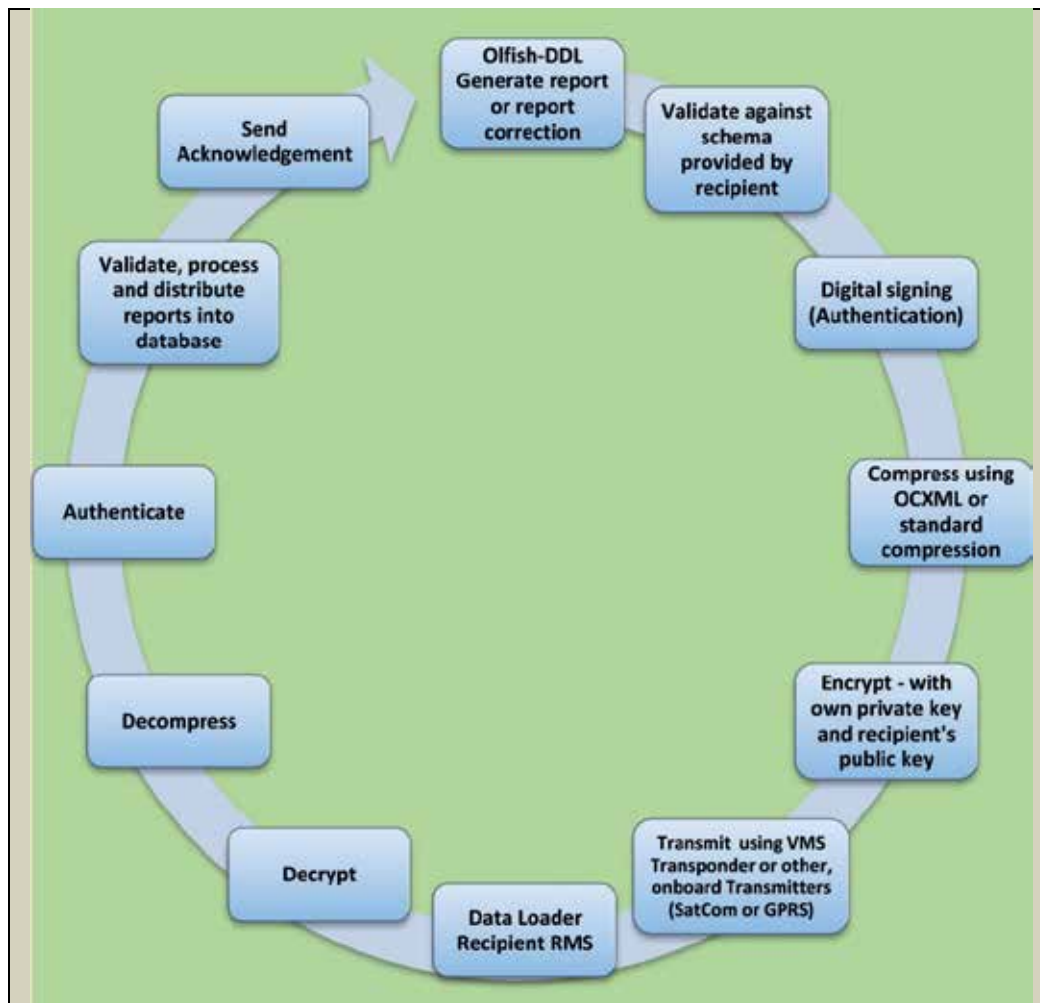 Olfish-DDL
Generate report
or report
correction
Validate against
schema
provided by
recipient
Digital signing
(Authentication)
Compress using
OCXML or
standard
compression
Encrypt - with
own private key
and recipient's
public key
Transmit using VMS
Transponder or other,
onboard Transmitters
(SatCom or GPRS)
Data Loader
Recipient RMS
Decrypt
Decompress
Authenticate
Validate, process
and distribute
reports into
database
Send
Acknowledgement